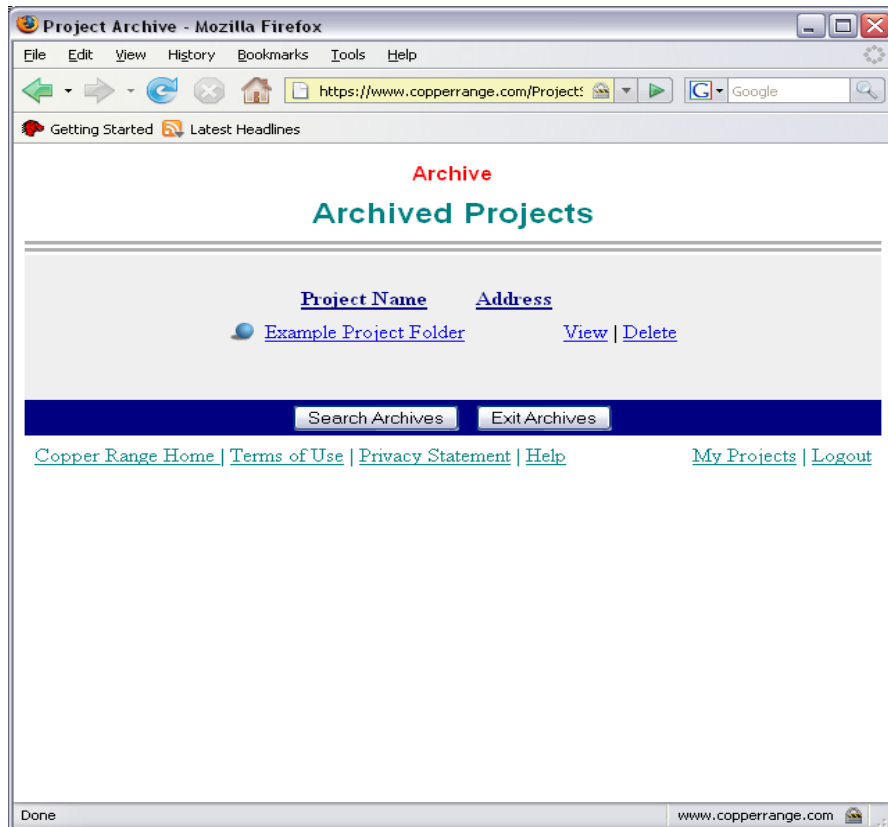 Project Archive - Mozilla Firefox
File Edit View History Bookmarks Tools Help
https://www.copperrange.com/Project G Google
Getting Started Latest Headlines
Archive
Archived Projects
Project Name Address
Example Project Folder View | Delete
Search Archives Exit Archives
Copper Range Home | Terms of Use | Privacy Statement | Help My Projects | Logout
Done www.copperrange.com